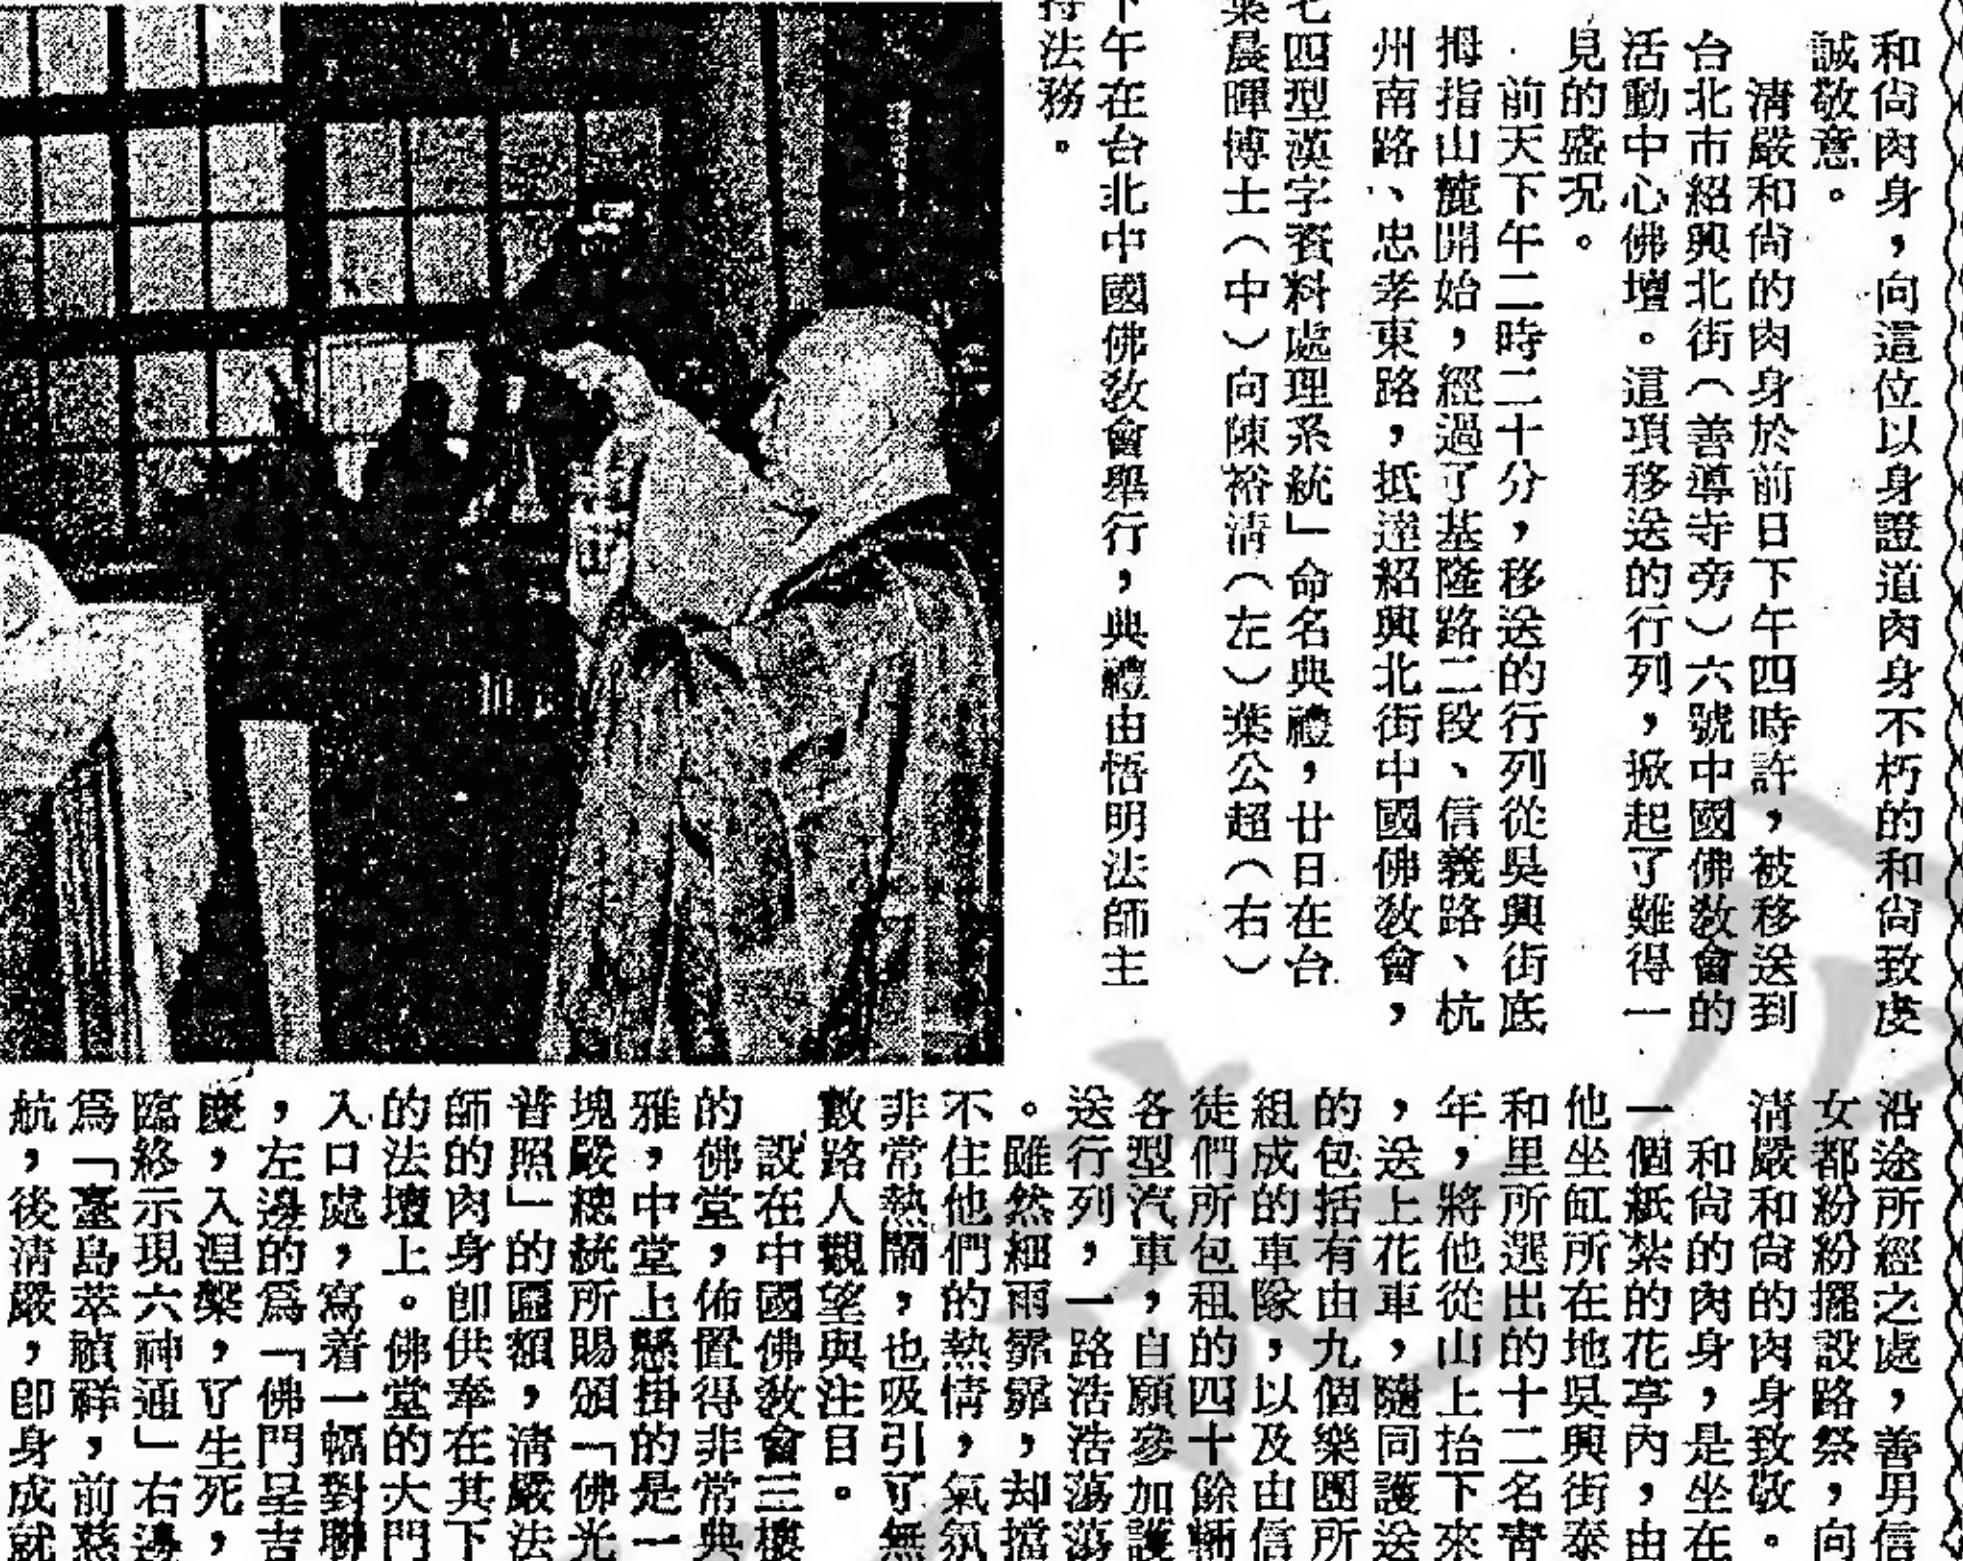 和尚肉身，向這位以身證道肉身不朽的和尚致虔
誠敬意。
清嚴和尚的肉身於前日下午四時許，被移送到
台北市紹興北街（善導寺旁）六號中國佛教會的
活動中心佛壇。這項移送的行列，掀起了難得一
見的盛況。
前天下午二時二十分，移送的行列從吳興街底
拇指山麓開始，經過了基隆路二段、信義路、杭
州南路、忠孝東路，抵達紹興北街中國佛教會，
七四型漢字資料處理系統」命名典禮，廿日在台
葉晨暉博士（中）向陳裕清（左）葉公超（右）
下午在台北中國佛教會舉行，典禮由悟明法師主
持法務。
沿途所經之處，善男信
女都紛紛擺設路祭，向
清嚴和尚的肉身致敬。
和尚的肉身，是坐在
一個紙紮的花亭內，由
他坐缸所在地吳興街泰
和里所選出的十二名青
年，將他從山上抬下來
，送上花車，隨同護送
的包括有由九個樂團所
組成的車隊，以及由信
徒們所包租的四十餘輛
各型汽車，自願參加護
送行列，一路浩浩蕩蕩
。雖然細雨霏霏，却擋
不住他們的熱情，氣氛
非常熱鬧，也吸引了無
數路人觀望與注目。
設在中國佛教會三樓
的佛堂，佈置得非常典
雅，中堂上懸掛的是一
塊嚴總統所賜頒「佛光
普照」的匾額，清嚴法
師的肉身即供奉在其下
的法壇上。佛堂的大門
入口處，寫着一幅對聯
，左邊的為「佛門呈吉
慶，入湼槃，了生死，
臨終示現六神通」右邊
為「臺島萃禎祥，前慈
航，後清嚴，即身成就